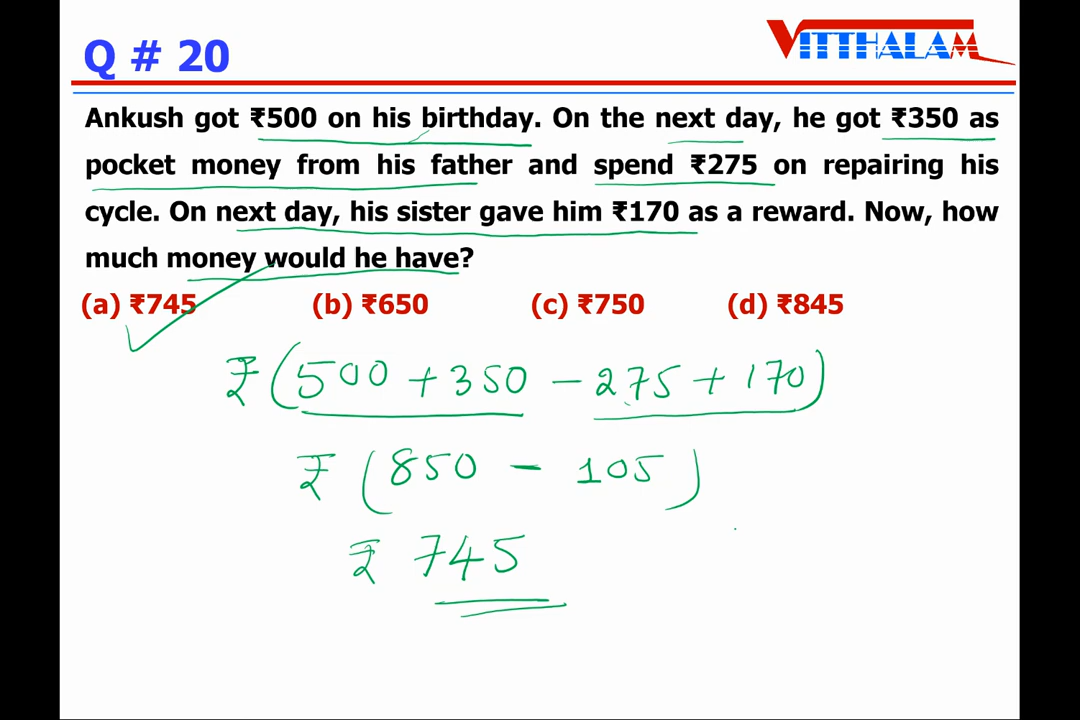 Q # 20
VITTHALAM
Ankush got ₹500 on his birthday. On the next day, he got ₹350 as
pocket money from his father and spend ₹275 on repairing his
cycle. On next day, his sister gave him ₹170 as a reward. Now, how
much money would he have?
(a) ₹745 (b) ₹650 (c) ₹750 (d) ₹845
₹ (500 + 350 - 275 + 170)
₹ (850 - 105)
₹ 745